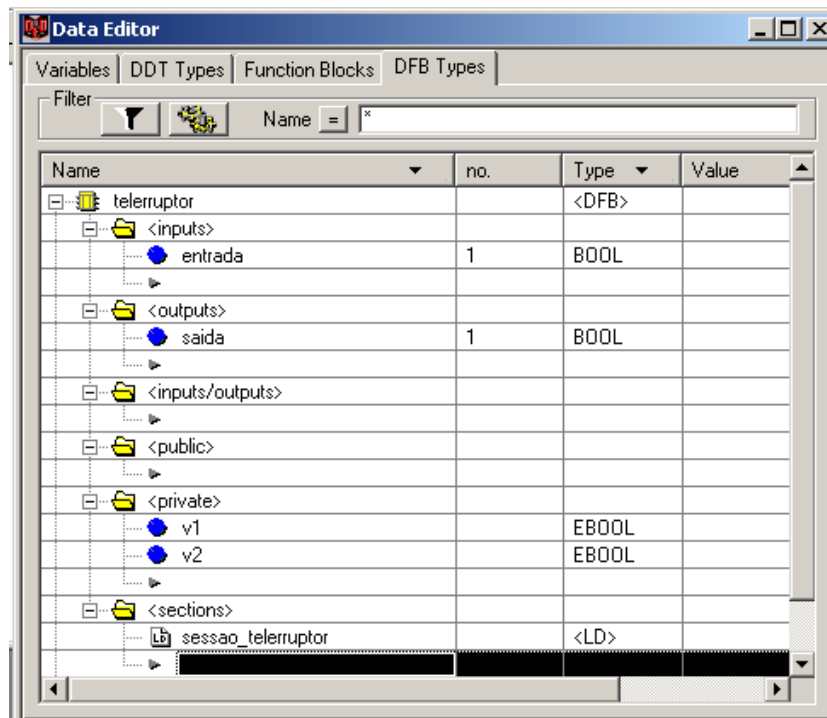 Data Editor
Variables DDT Types Function Blocks DFB Types
Filter
Name = *
Name no. Type Value
telerruptor <DFB>
<inputs>
entrada 1 BOOL
<outputs>
saida 1 BOOL
<inputs/outputs>
<public>
<private>
v1 EBOOL
v2 EBOOL
<sections>
sessao_telerruptor <LD>